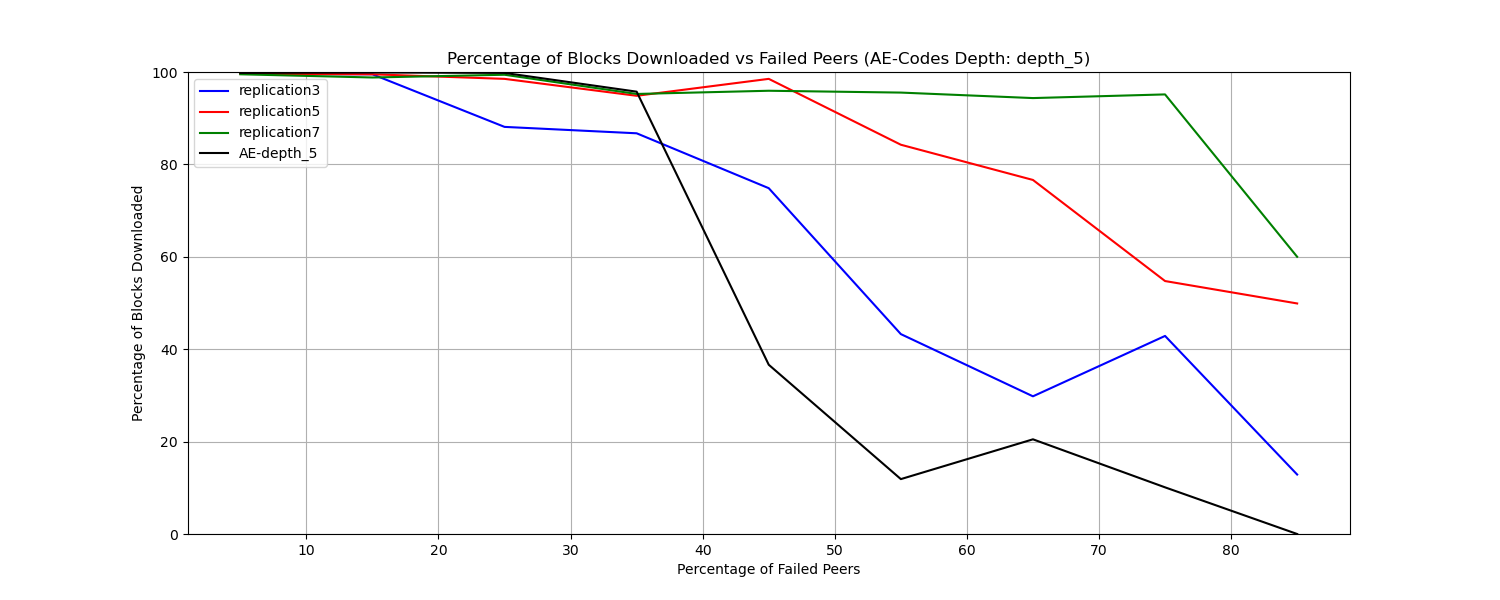 Percentage of Blocks Downloaded vs Failed Peers (AE-Codes Depth: depth_5)
100
80
60
40
20
0
Percentage of Blocks Downloaded
replication3
replication5
replication7
AE-depth_5
10 20 30 40 50 60 70 80
Percentage of Failed Peers